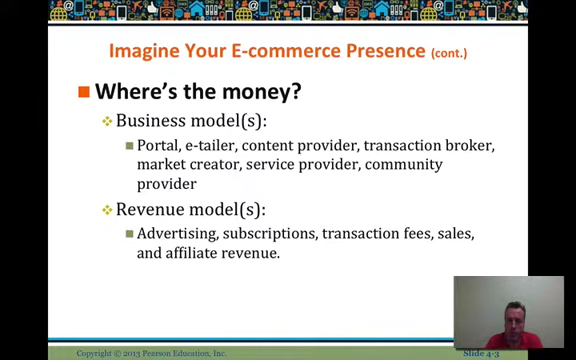 Imagine Your E-commerce Presence (cont.)
Where's the money?
Business model(s):
Portal, e-tailer, content provider, transaction broker,
market creator, service provider, community
provider
Revenue model(s):
Advertising, subscriptions, transaction fees, sales,
and affiliate revenue.
Copyright © 2013 Pearson Education, Inc.
Slide 4-3